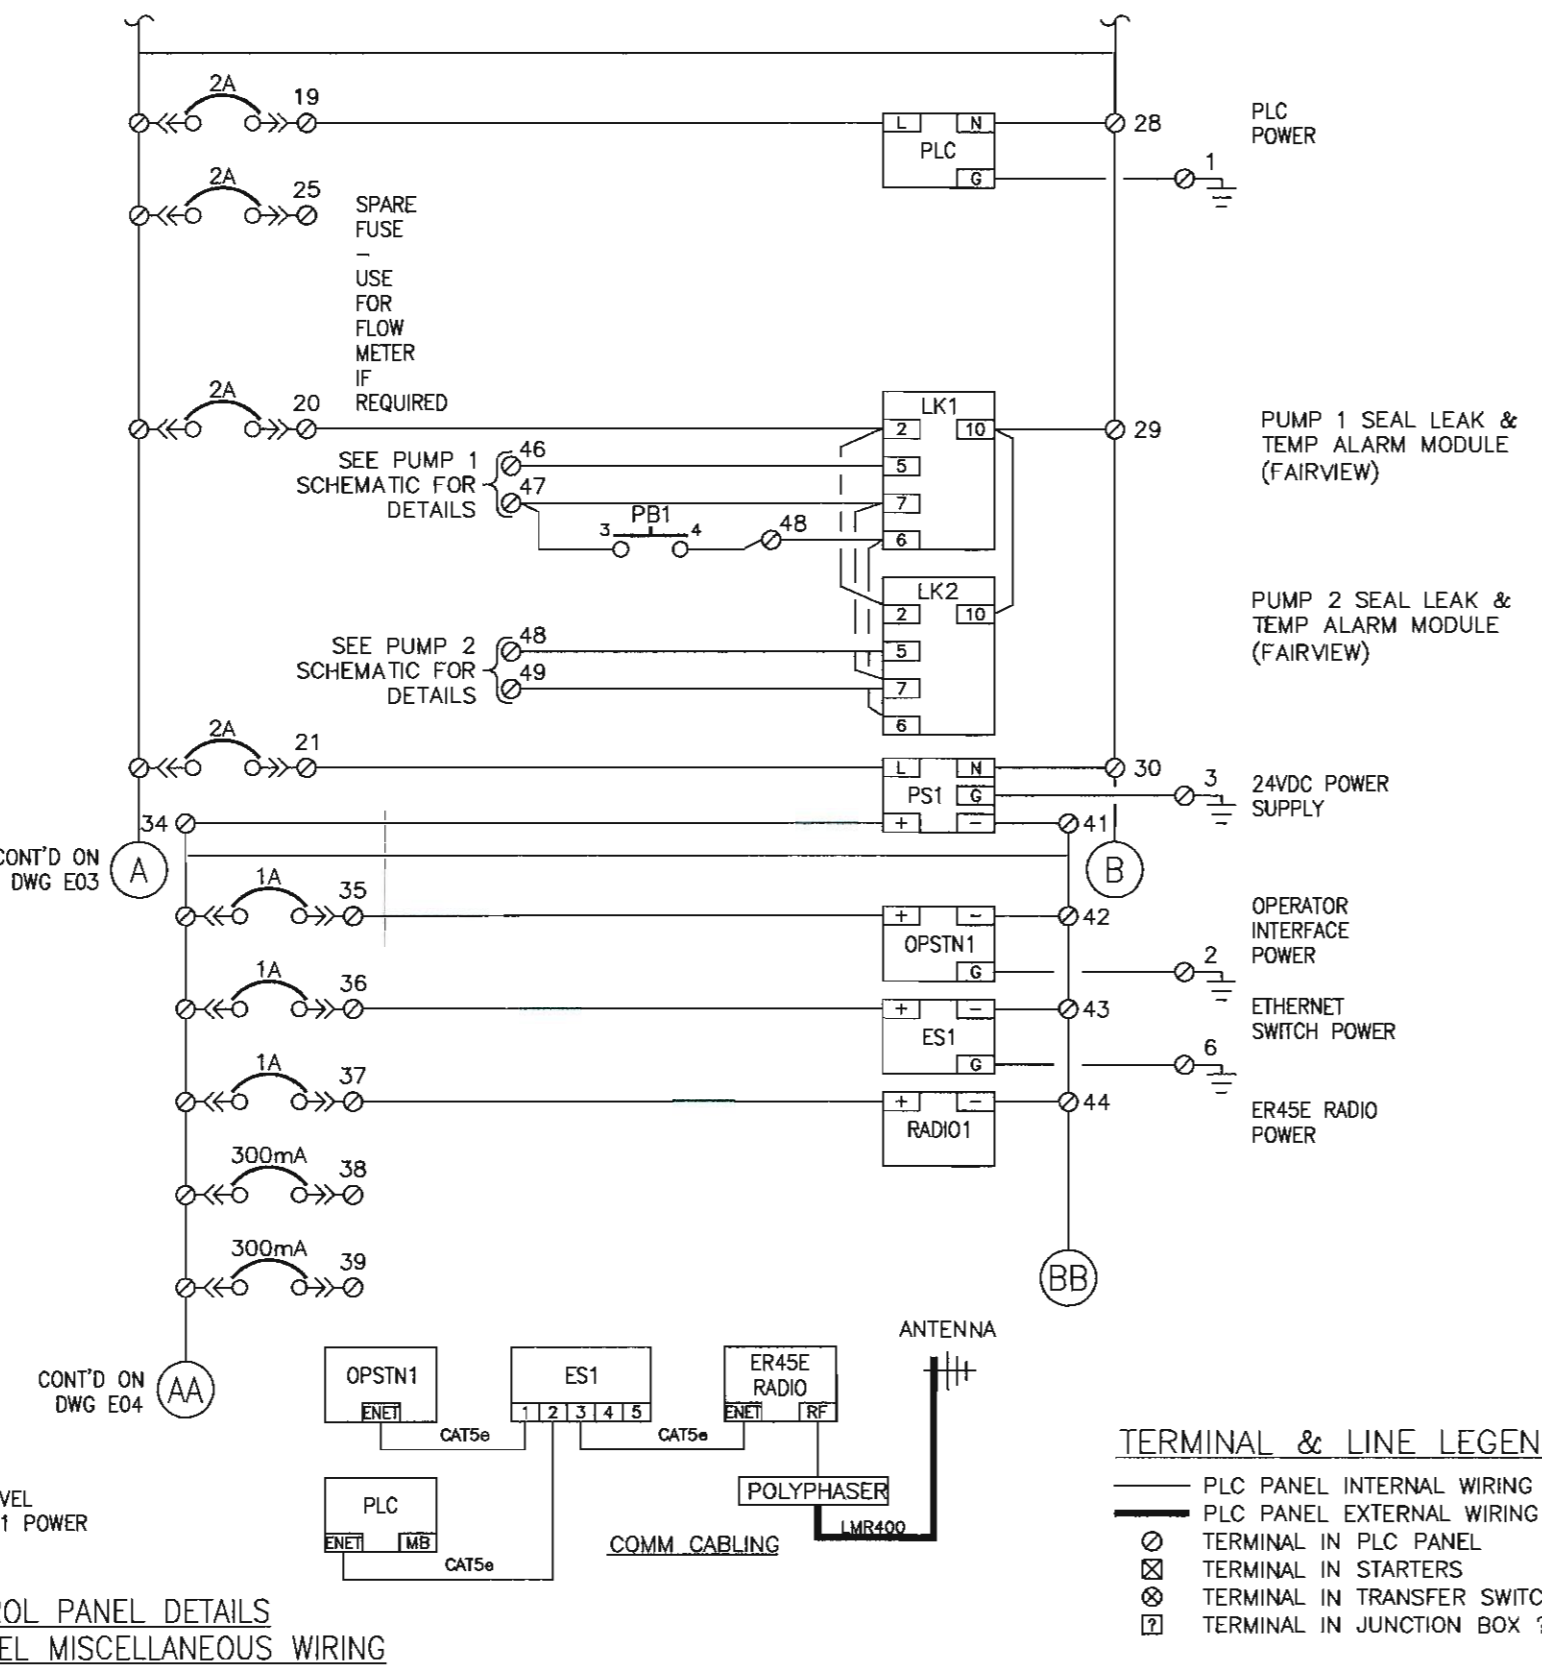 2A
19
L
N
28
PLC
POWER
PLC
G
1
2A
25
SPARE
FUSE
-
USE
FOR
FLOW
METER
IF
REQUIRED
2A
20
LK1
2
10
29
PUMP 1 SEAL LEAK &
TEMP ALARM MODULE
(FAIRVIEW)
SEE PUMP 1
SCHEMATIC FOR
DETAILS
46
47
5
7
3
PB1
4
48
6
LK2
2
10
PUMP 2 SEAL LEAK &
TEMP ALARM MODULE
(FAIRVIEW)
SEE PUMP 2
SCHEMATIC FOR
DETAILS
48
49
5
7
6
2A
21
L
N
30
PS1
G
3
24VDC POWER
SUPPLY
34
+
-
41
CONT'D ON
DWG E03
A
B
1A
35
+
-
42
OPSTN1
G
2
OPERATOR
INTERFACE
POWER
1A
36
+
-
43
ES1
G
6
ETHERNET
SWITCH POWER
1A
37
+
-
44
RADIO1
ER45E RADIO
POWER
300mA
38
300mA
39
BB
CONT'D ON
DWG E04
AA
OPSTN1
ENET
ES1
1 2 3 4 5
ER45E
RADIO
ENET
RF
ANTENNA
CAT5e
CAT5e
PLC
ENET
MB
CAT5e
POLYPHASER
LMR400
COMM CABLING
VEL
1 POWER
ROL PANEL DETAILS
EL MISCELLANEOUS WIRING
TERMINAL & LINE LEGEN
PLC PANEL INTERNAL WIRING
PLC PANEL EXTERNAL WIRING
TERMINAL IN PLC PANEL
TERMINAL IN STARTERS
TERMINAL IN TRANSFER SWITC
? TERMINAL IN JUNCTION BOX ?